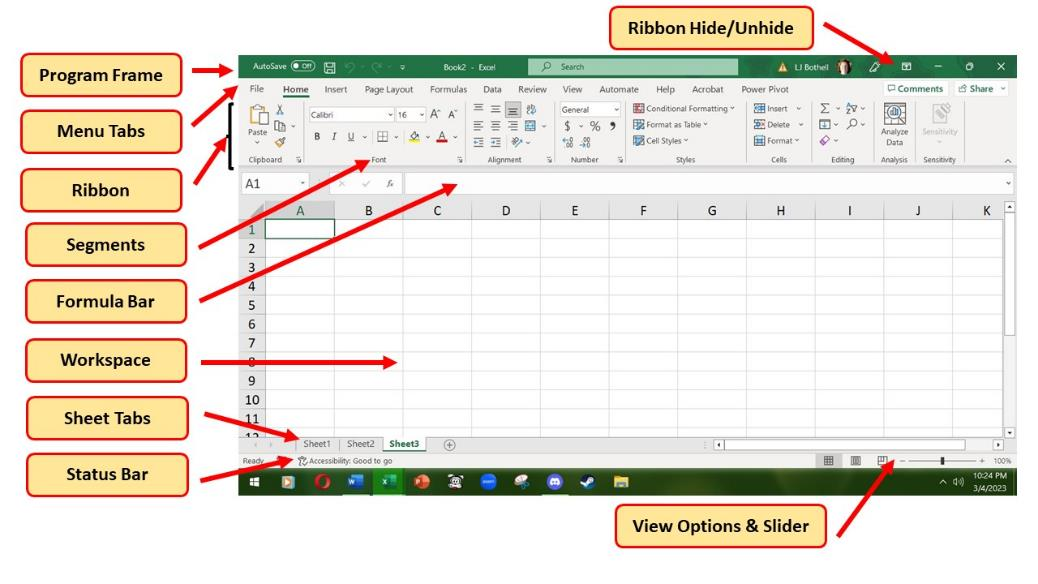 Ribbon Hide/Unhide
Program Frame
Menu Tabs
Ribbon
Segments
Formula Bar
Workspace
Sheet Tabs
Status Bar
View Options & Slider
AutoSave Off Book2 - Excel Search LJ Bothell
File Home Insert Page Layout Formulas Data Review View Automate Help Acrobat Power Pivot Comments Share
Calibri 16 A A General Conditional Formatting Insert
Paste B I U A $ % , Format as Table Delete Analyze Data Sensitivity
Cell Styles Format
Clipboard Font Alignment Number Styles Cells Editing Analysis Sensitivity
A1 fx
A B C D E F G H I J K
1
2
3
4
5
6
7
8
9
10
11
12
Sheet1 Sheet2 Sheet3
Ready Accessibility: Good to go 100%
10:24 PM
3/4/2023